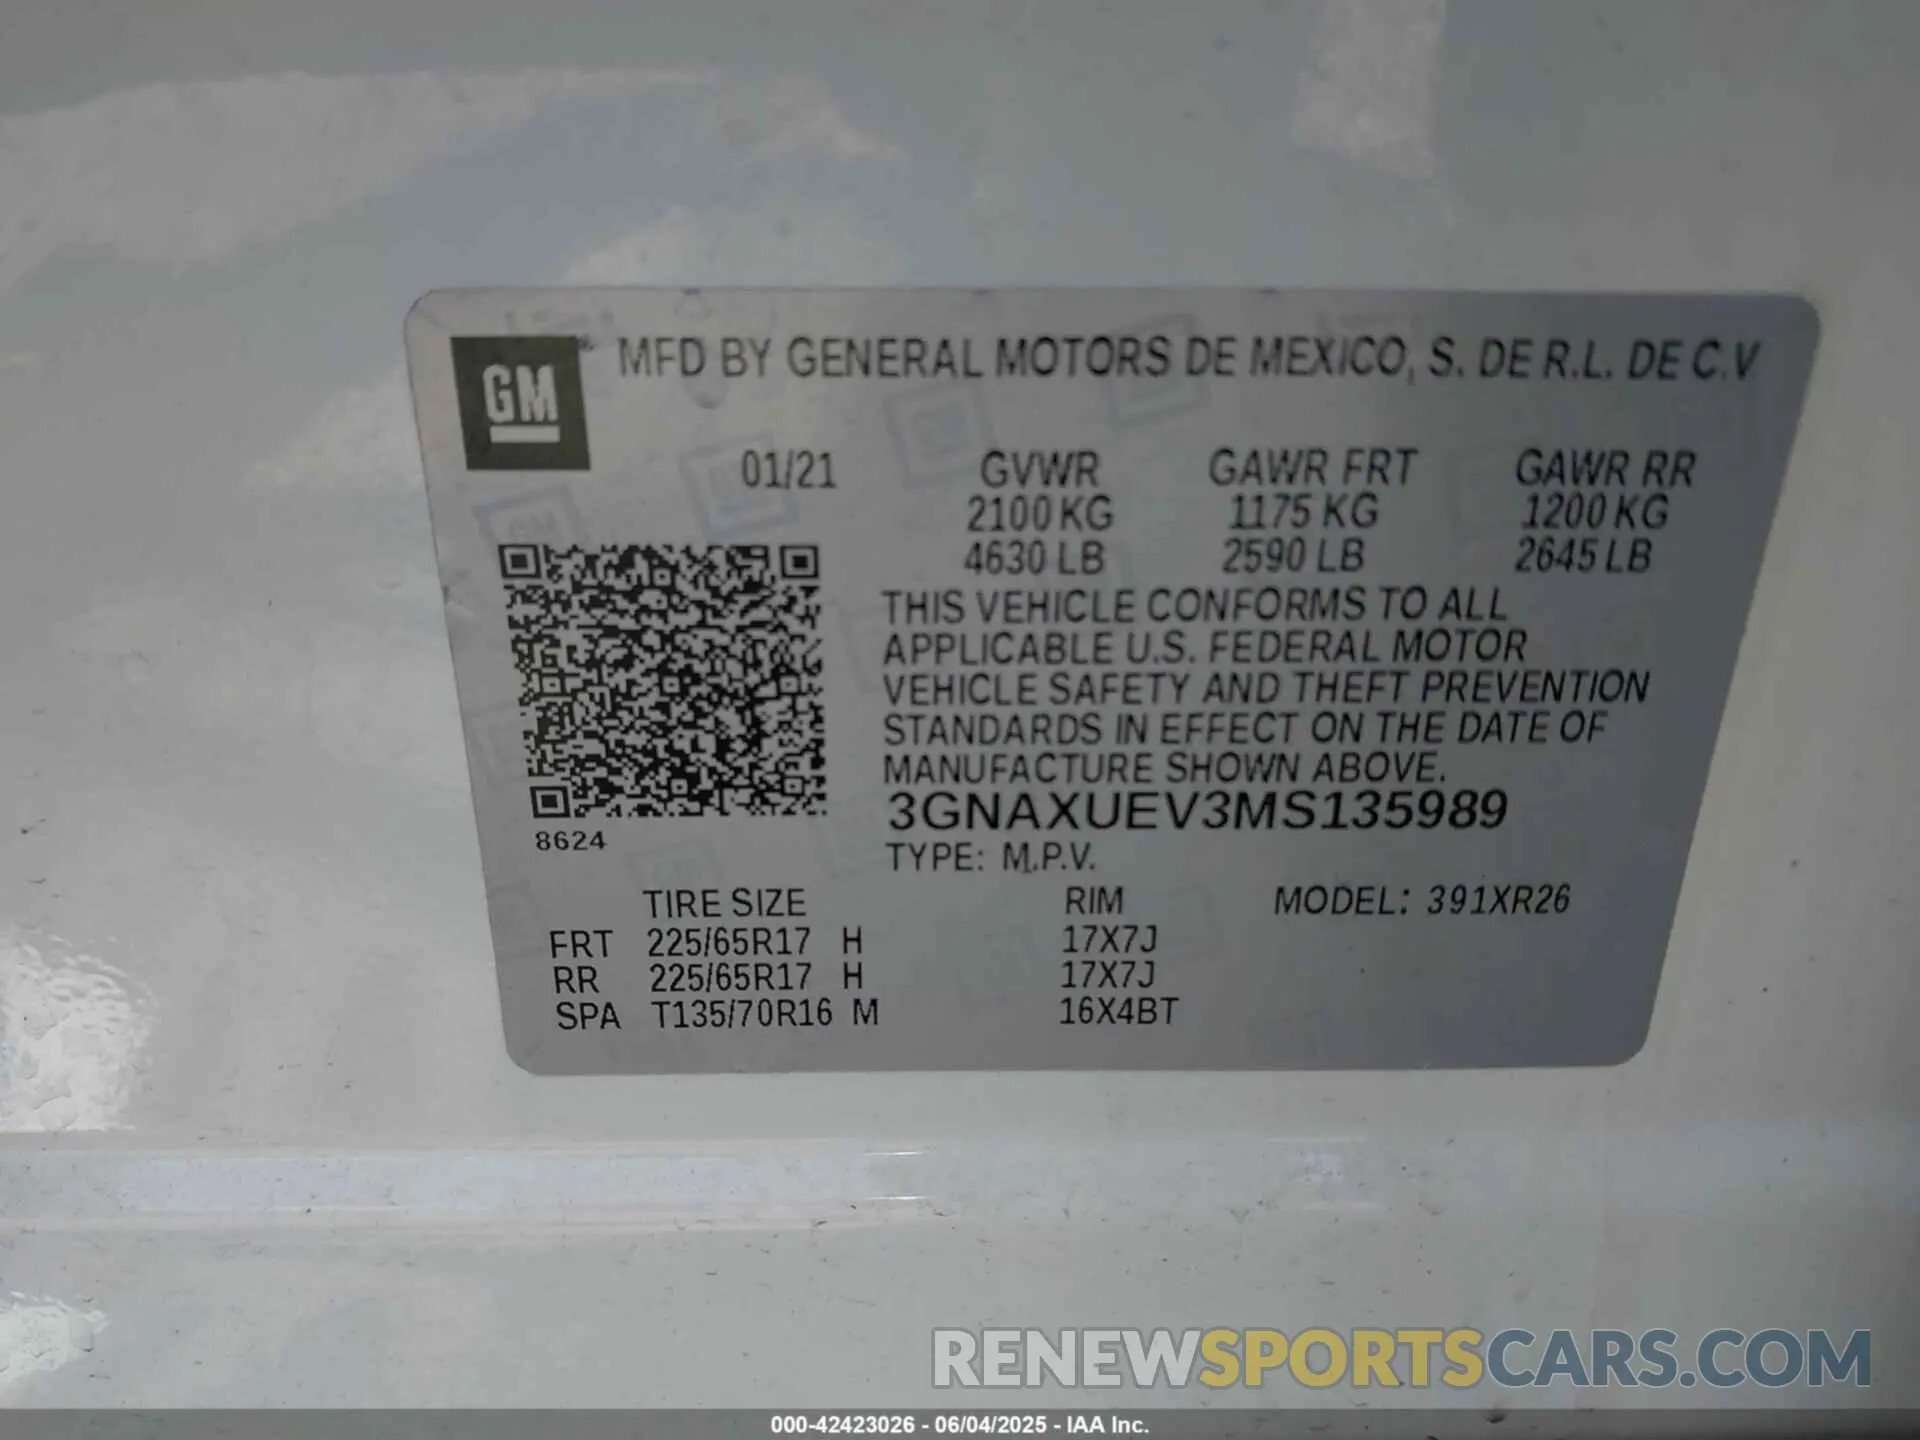 GM® MFD BY GENERAL MOTORS DE MEXICO, S. DE R.L. DE C.V
01/21 GVWR GAWR FRT GAWR RR
2100 KG 1175 KG 1200 KG
4630 LB 2590 LB 2645 LB
THIS VEHICLE CONFORMS TO ALL
APPLICABLE U.S. FEDERAL MOTOR
VEHICLE SAFETY AND THEFT PREVENTION
STANDARDS IN EFFECT ON THE DATE OF
MANUFACTURE SHOWN ABOVE.
3GNAXUEV3MS135989
8624
TYPE: M.P.V.
TIRE SIZE RIM MODEL: 391XR26
FRT 225/65R17 H 17X7J
RR 225/65R17 H 17X7J
SPA T135/70R16 M 16X4BT
RENEWSPORTSCARS.COM
000-42423026 - 06/04/2025 - IAA Inc.